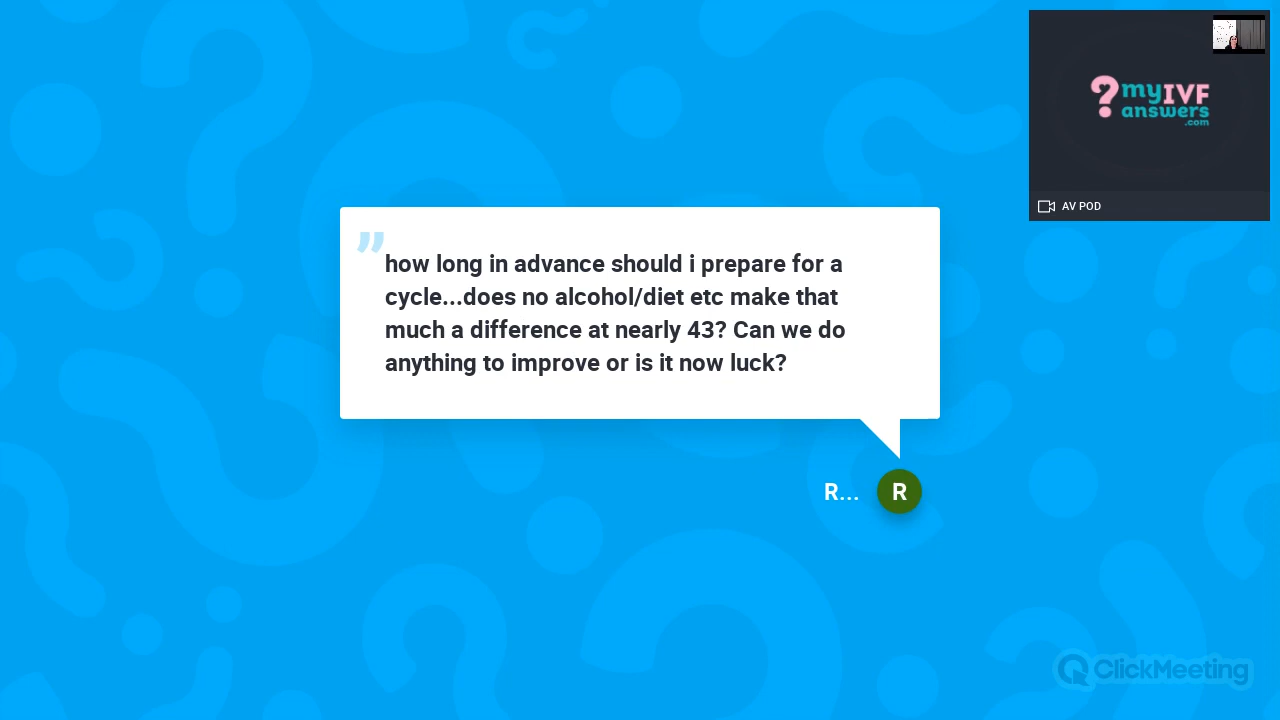 how long in advance should i prepare for a
cycle...does no alcohol/diet etc make that
much a difference at nearly 43? Can we do
anything to improve or is it now luck?
R...
R
?myIVF
answers
.com
AV POD
ClickMeeting